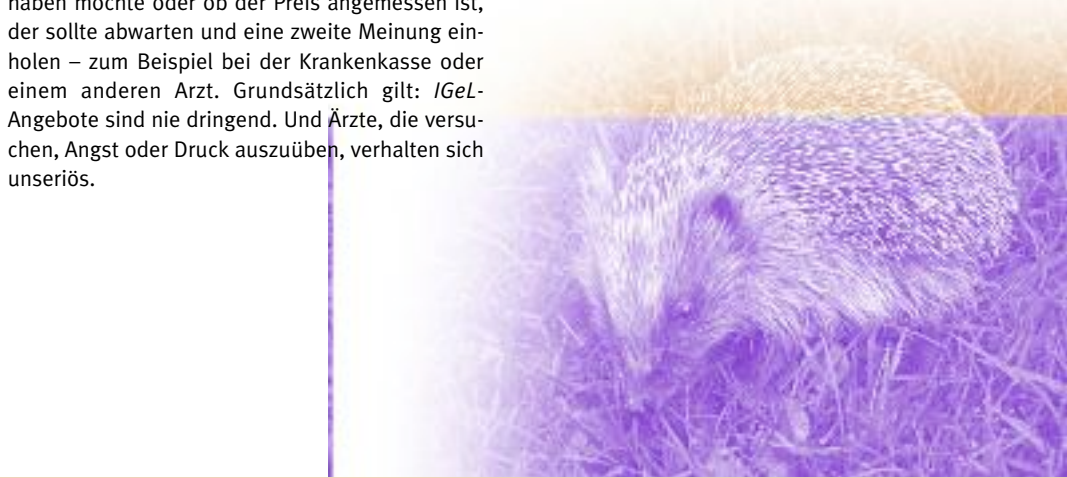 haben möchte oder ob der Preis angemessen ist,
der sollte abwarten und eine zweite Meinung ein-
holen – zum Beispiel bei der Krankenkasse oder
einem anderen Arzt. Grundsätzlich gilt: IGeL-
Angebote sind nie dringend. Und Ärzte, die versu-
chen, Angst oder Druck auszuüben, verhalten sich
unseriös.